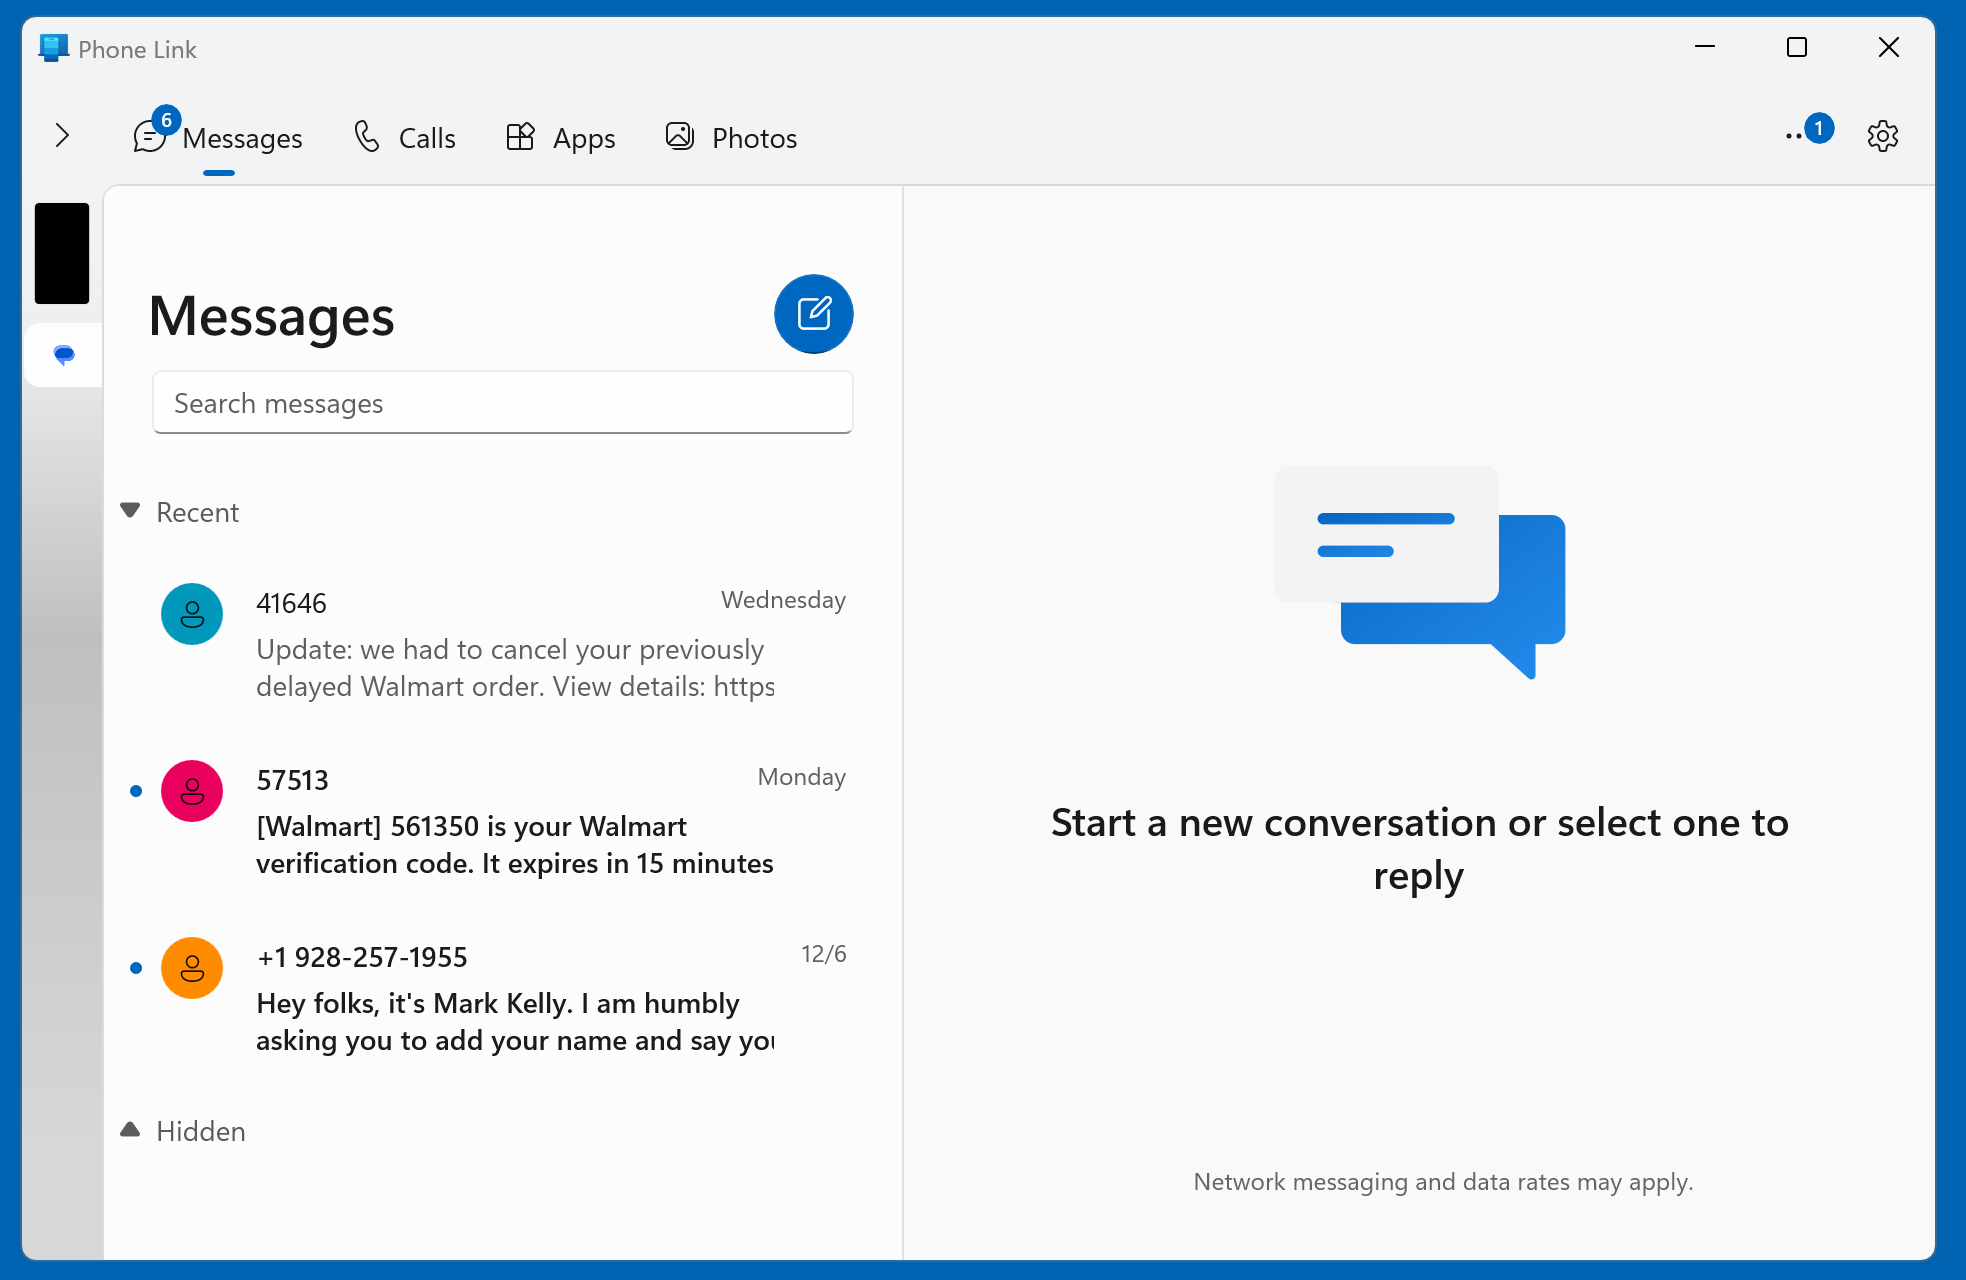 Phone Link
6
Messages
Calls
Apps
Photos
1
Messages
Search messages
Recent
41646
Wednesday
Update: we had to cancel your previously
delayed Walmart order. View details: https
57513
Monday
[Walmart] 561350 is your Walmart
verification code. It expires in 15 minutes
+1 928-257-1955
12/6
Hey folks, it's Mark Kelly. I am humbly
asking you to add your name and say you
Hidden
Start a new conversation or select one to
reply
Network messaging and data rates may apply.